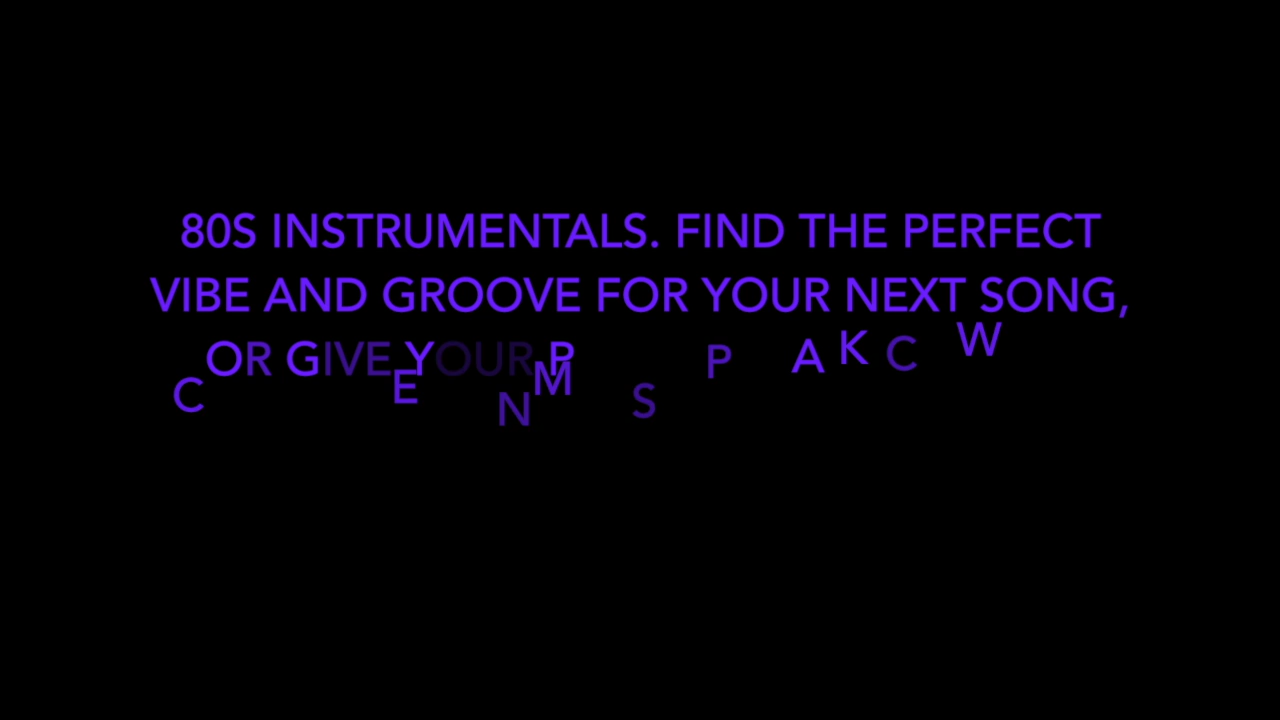 80S INSTRUMENTALS. FIND THE PERFECT
VIBE AND GROOVE FOR YOUR NEXT SONG,
OR GIVE YOUR P